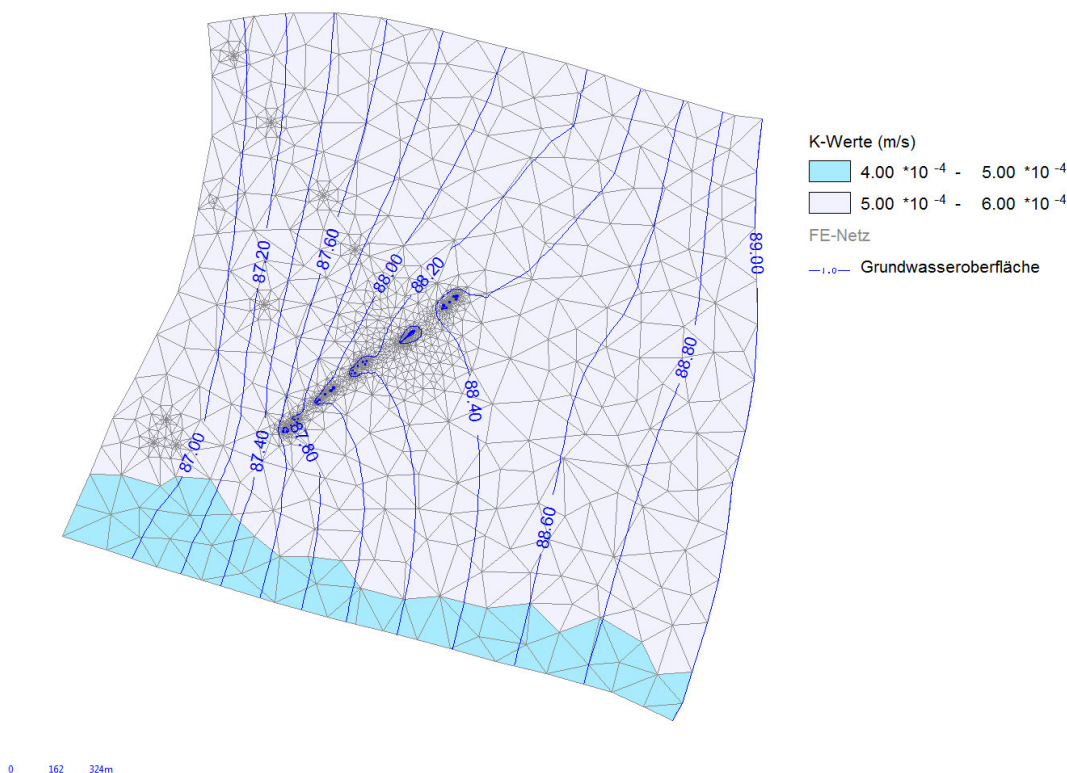 K-Werte (m/s)
4.00 *10 -4 - 5.00 *10 -4
5.00 *10 -4 - 6.00 *10 -4
FE-Netz
1.0 Grundwasseroberfläche
89.00
87.20
87.60
88.00
88.20
88.80
88.40
87.00
87.40
87.80
88.60
0 162 324m